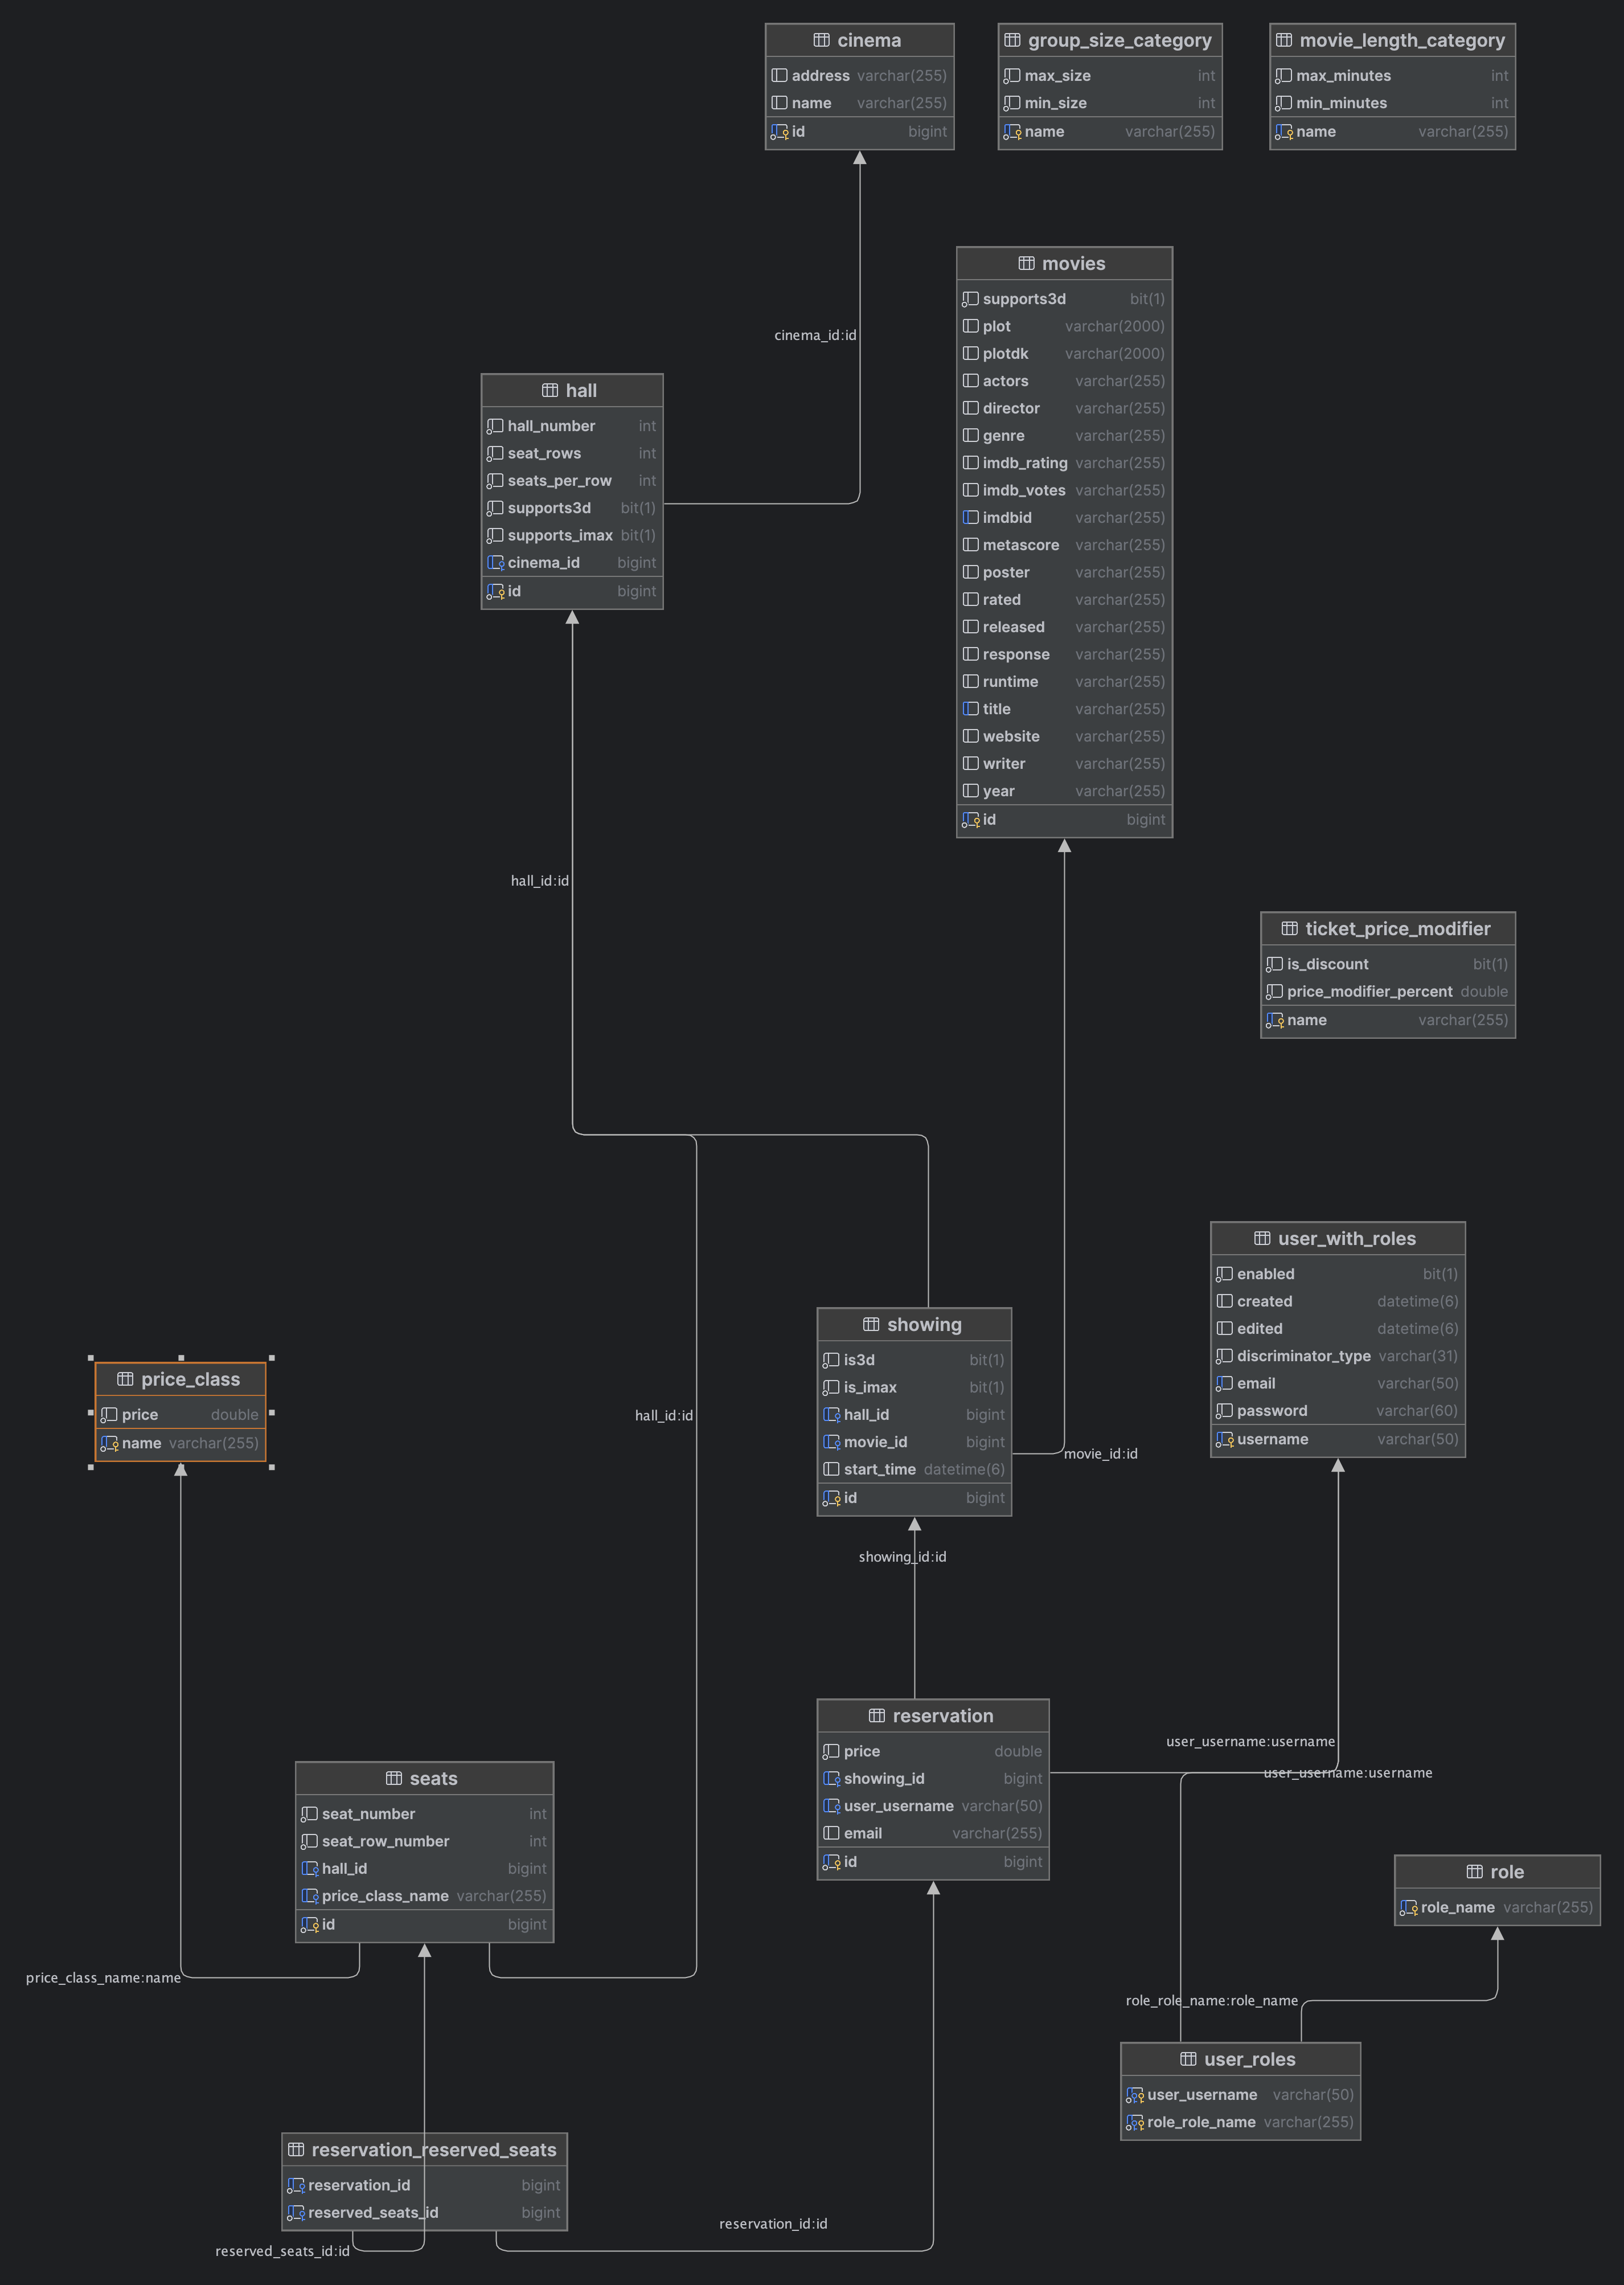 cinema
address varchar(255)
name varchar(255)
id bigint
group_size_category
max_size int
min_size int
name varchar(255)
movie_length_category
max_minutes int
min_minutes int
name varchar(255)
movies
supports3d bit(1)
plot varchar(2000)
plotdk varchar(2000)
actors varchar(255)
director varchar(255)
genre varchar(255)
imdb_rating varchar(255)
imdb_votes varchar(255)
imdbid varchar(255)
metascore varchar(255)
poster varchar(255)
rated varchar(255)
released varchar(255)
response varchar(255)
runtime varchar(255)
title varchar(255)
website varchar(255)
writer varchar(255)
year varchar(255)
id bigint
cinema_id:id
hall
hall_number int
seat_rows int
seats_per_row int
supports3d bit(1)
supports_imax bit(1)
cinema_id bigint
id bigint
hall_id:id
ticket_price_modifier
is_discount bit(1)
price_modifier_percent double
name varchar(255)
user_with_roles
enabled bit(1)
created datetime(6)
edited datetime(6)
discriminator_type varchar(31)
email varchar(50)
password varchar(60)
username varchar(50)
showing
is3d bit(1)
is_imax bit(1)
hall_id bigint
movie_id bigint
start_time datetime(6)
id bigint
movie_id:id
price_class
price double
name varchar(255)
hall_id:id
showing_id:id
reservation
price double
showing_id bigint
user_username varchar(50)
email varchar(255)
id bigint
user_username:username
user_username:username
seats
seat_number int
seat_row_number int
hall_id bigint
price_class_name varchar(255)
id bigint
role
role_name varchar(255)
price_class_name:name
role_role_name:role_name
user_roles
user_username varchar(50)
role_role_name varchar(255)
reservation_reserved_seats
reservation_id bigint
reserved_seats_id bigint
reservation_id:id
reserved_seats_id:id